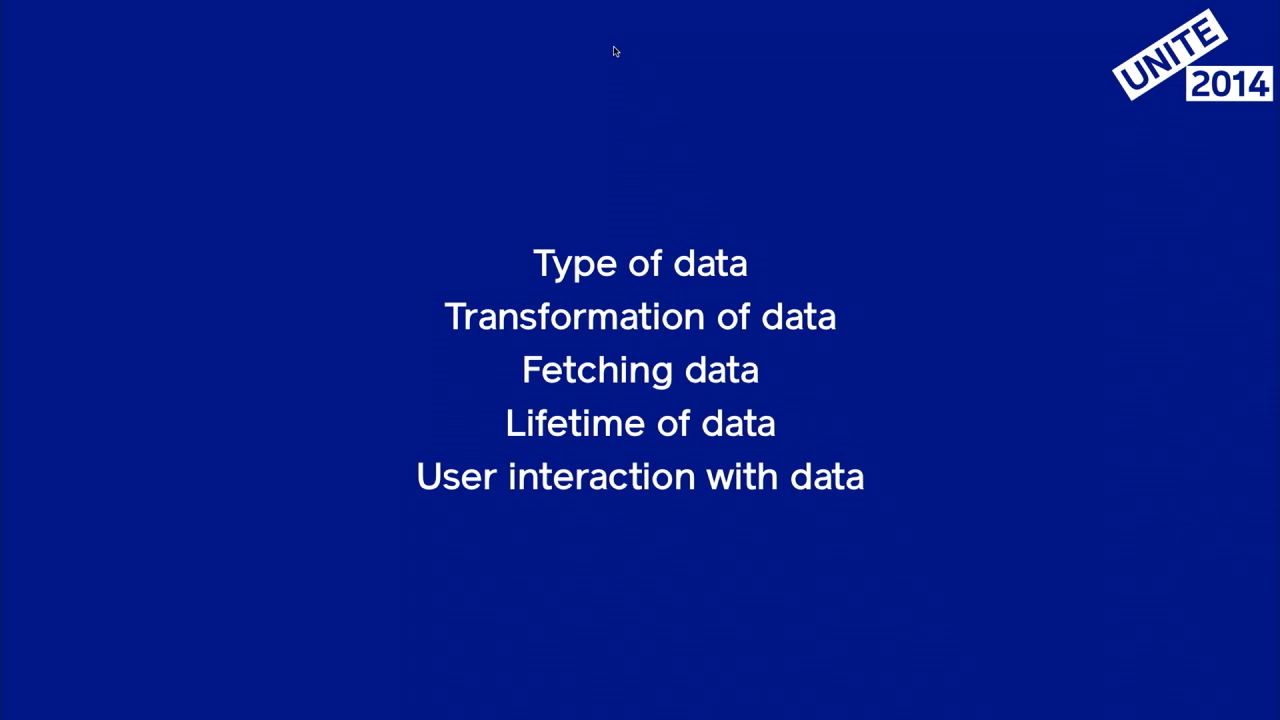 UNITE
2014
Type of data
Transformation of data
Fetching data
Lifetime of data
User interaction with data